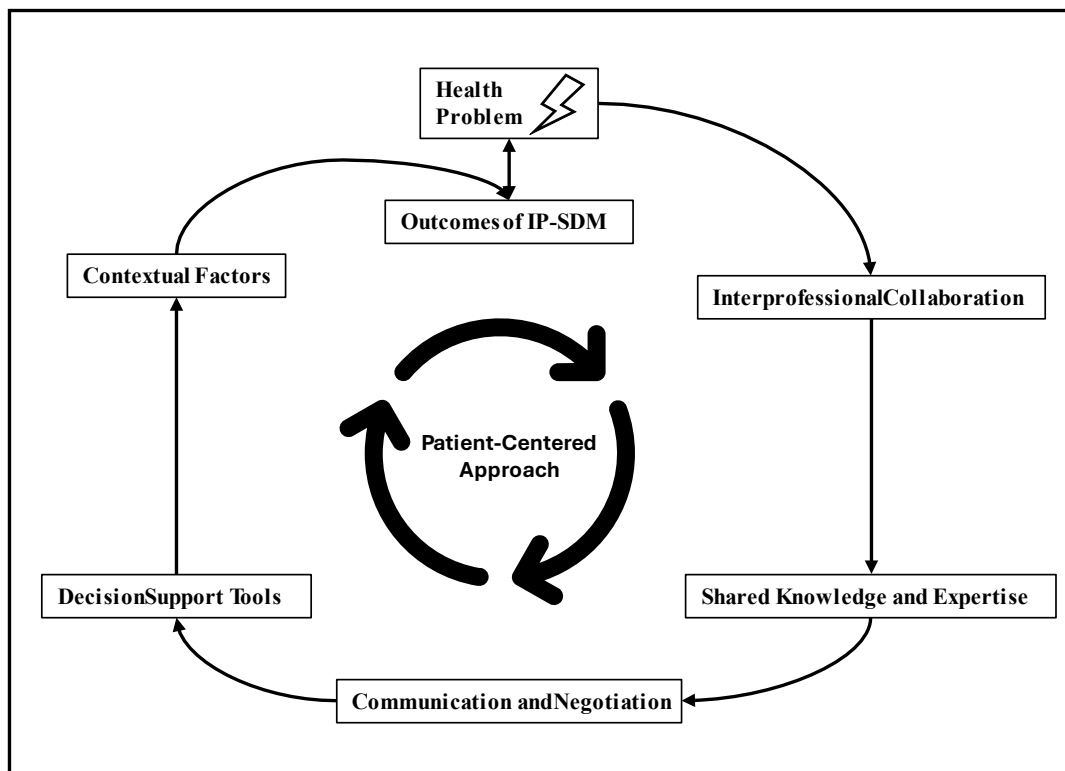 Health
Problem
Outcomes of IP-SDM
Contextual Factors
InterprofessionalCollaboration
Patient-Centered
Approach
DecisionSupport Tools
Shared Knowledge and Expertise
Communication andNegotiation